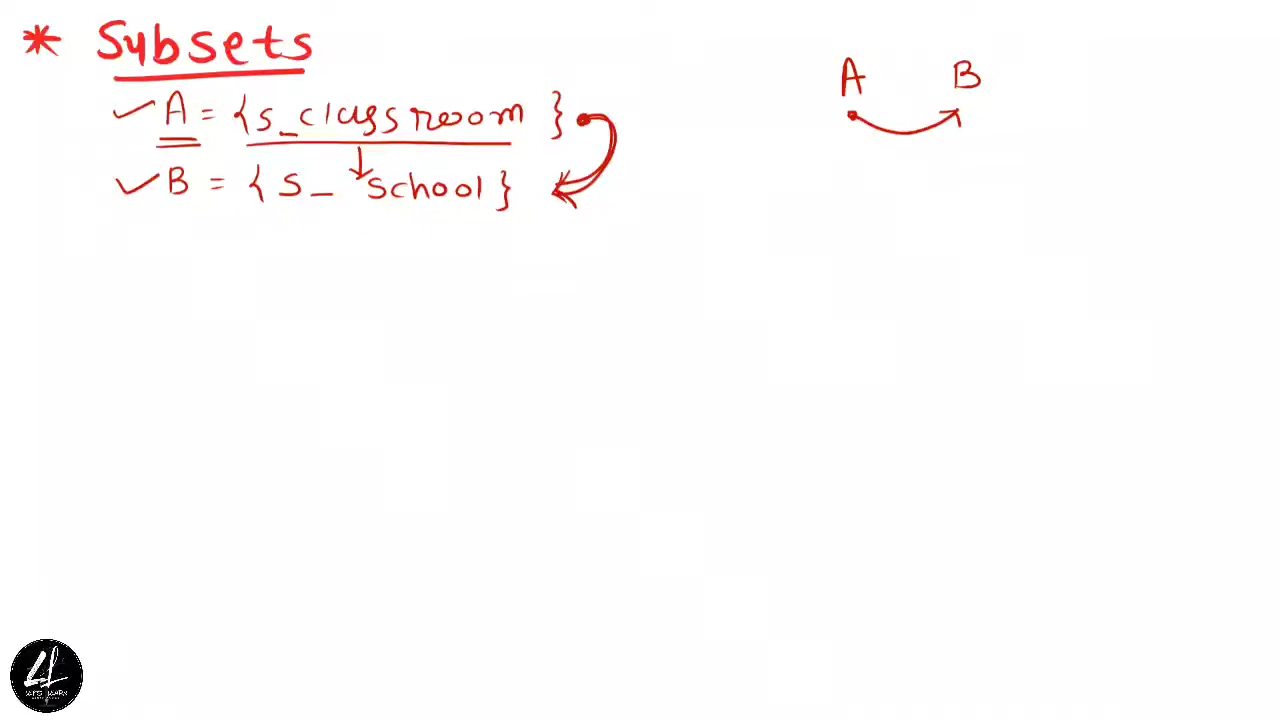 * Subsets
A = {s_classroom}
B = {s_ school}
A B